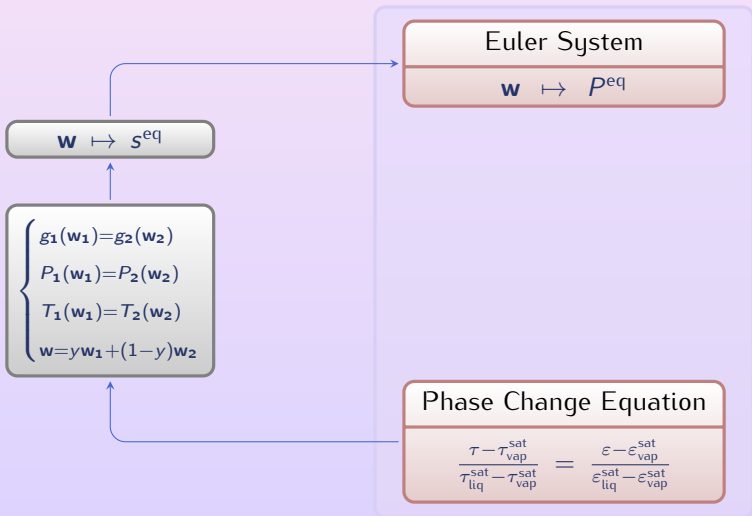 Euler System
w ↦ P^eq
w ↦ s^eq
g₁(w₁)=g₂(w₂)
P₁(w₁)=P₂(w₂)
T₁(w₁)=T₂(w₂)
w=yw₁+(1−y)w₂
Phase Change Equation
(τ−τ_vap^sat)/(τ_liq^sat−τ_vap^sat) = (ε−ε_vap^sat)/(ε_liq^sat−ε_vap^sat)